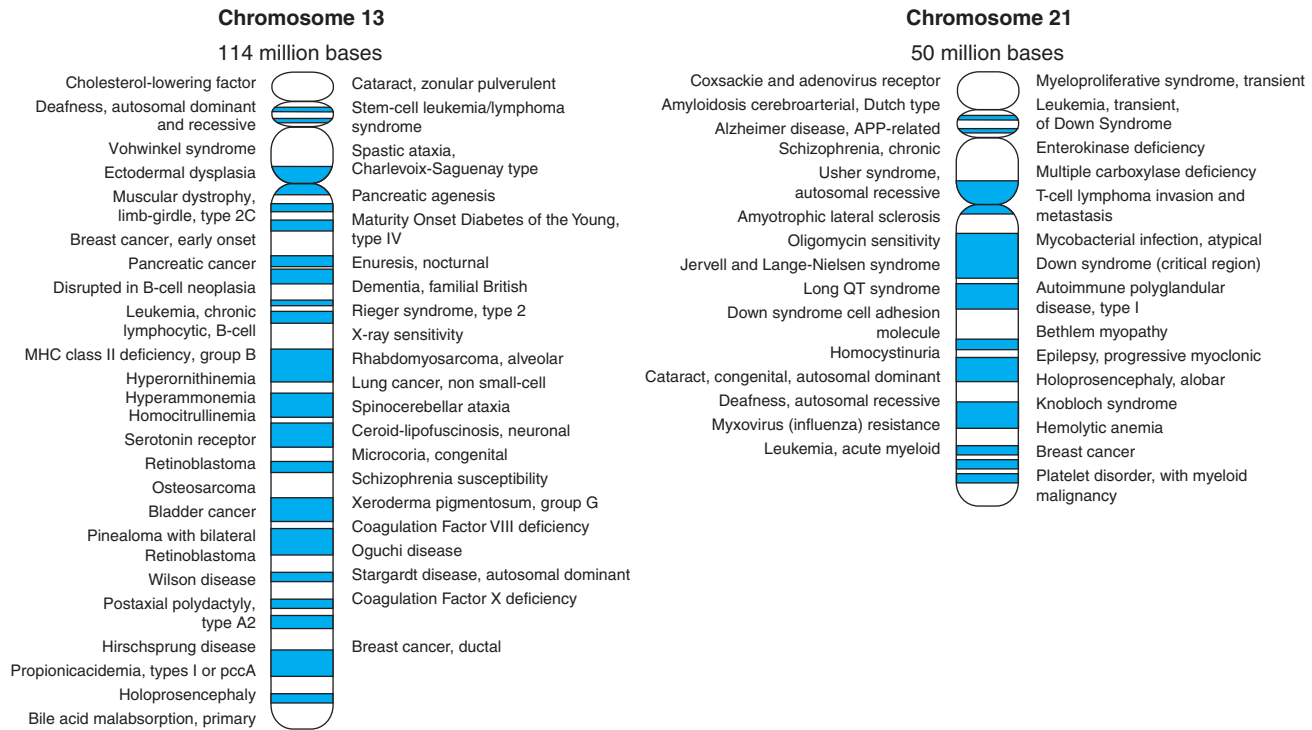 Chromosome 13
114 million bases
Cholesterol-lowering factor
Deafness, autosomal dominant
and recessive
Vohwinkel syndrome
Ectodermal dysplasia
Muscular dystrophy,
limb-girdle, type 2C
Breast cancer, early onset
Pancreatic cancer
Disrupted in B-cell neoplasia
Leukemia, chronic
lymphocytic, B-cell
MHC class II deficiency, group B
Hyperornithinemia
Hyperammonemia
Homocitrullinemia
Serotonin receptor
Retinoblastoma
Osteosarcoma
Bladder cancer
Pinealoma with bilateral
Retinoblastoma
Wilson disease
Postaxial polydactyly,
type A2
Hirschsprung disease
Propionicacidemia, types I or pccA
Holoprosencephaly
Bile acid malabsorption, primary
Cataract, zonular pulverulent
Stem-cell leukemia/lymphoma
syndrome
Spastic ataxia,
Charlevoix-Saguenay type
Pancreatic agenesis
Maturity Onset Diabetes of the Young,
type IV
Enuresis, nocturnal
Dementia, familial British
Rieger syndrome, type 2
X-ray sensitivity
Rhabdomyosarcoma, alveolar
Lung cancer, non small-cell
Spinocerebellar ataxia
Ceroid-lipofuscinosis, neuronal
Microcoria, congenital
Schizophrenia susceptibility
Xeroderma pigmentosum, group G
Coagulation Factor VIII deficiency
Oguchi disease
Stargardt disease, autosomal dominant
Coagulation Factor X deficiency
Breast cancer, ductal
Chromosome 21
50 million bases
Coxsackie and adenovirus receptor
Amyloidosis cerebroarterial, Dutch type
Alzheimer disease, APP-related
Schizophrenia, chronic
Usher syndrome,
autosomal recessive
Amyotrophic lateral sclerosis
Oligomycin sensitivity
Jervell and Lange-Nielsen syndrome
Long QT syndrome
Down syndrome cell adhesion
molecule
Homocystinuria
Cataract, congenital, autosomal dominant
Deafness, autosomal recessive
Myxovirus (influenza) resistance
Leukemia, acute myeloid
Myeloproliferative syndrome, transient
Leukemia, transient,
of Down Syndrome
Enterokinase deficiency
Multiple carboxylase deficiency
T-cell lymphoma invasion and
metastasis
Mycobacterial infection, atypical
Down syndrome (critical region)
Autoimmune polyglandular
disease, type I
Bethlem myopathy
Epilepsy, progressive myoclonic
Holoprosencephaly, alobar
Knobloch syndrome
Hemolytic anemia
Breast cancer
Platelet disorder, with myeloid
malignancy